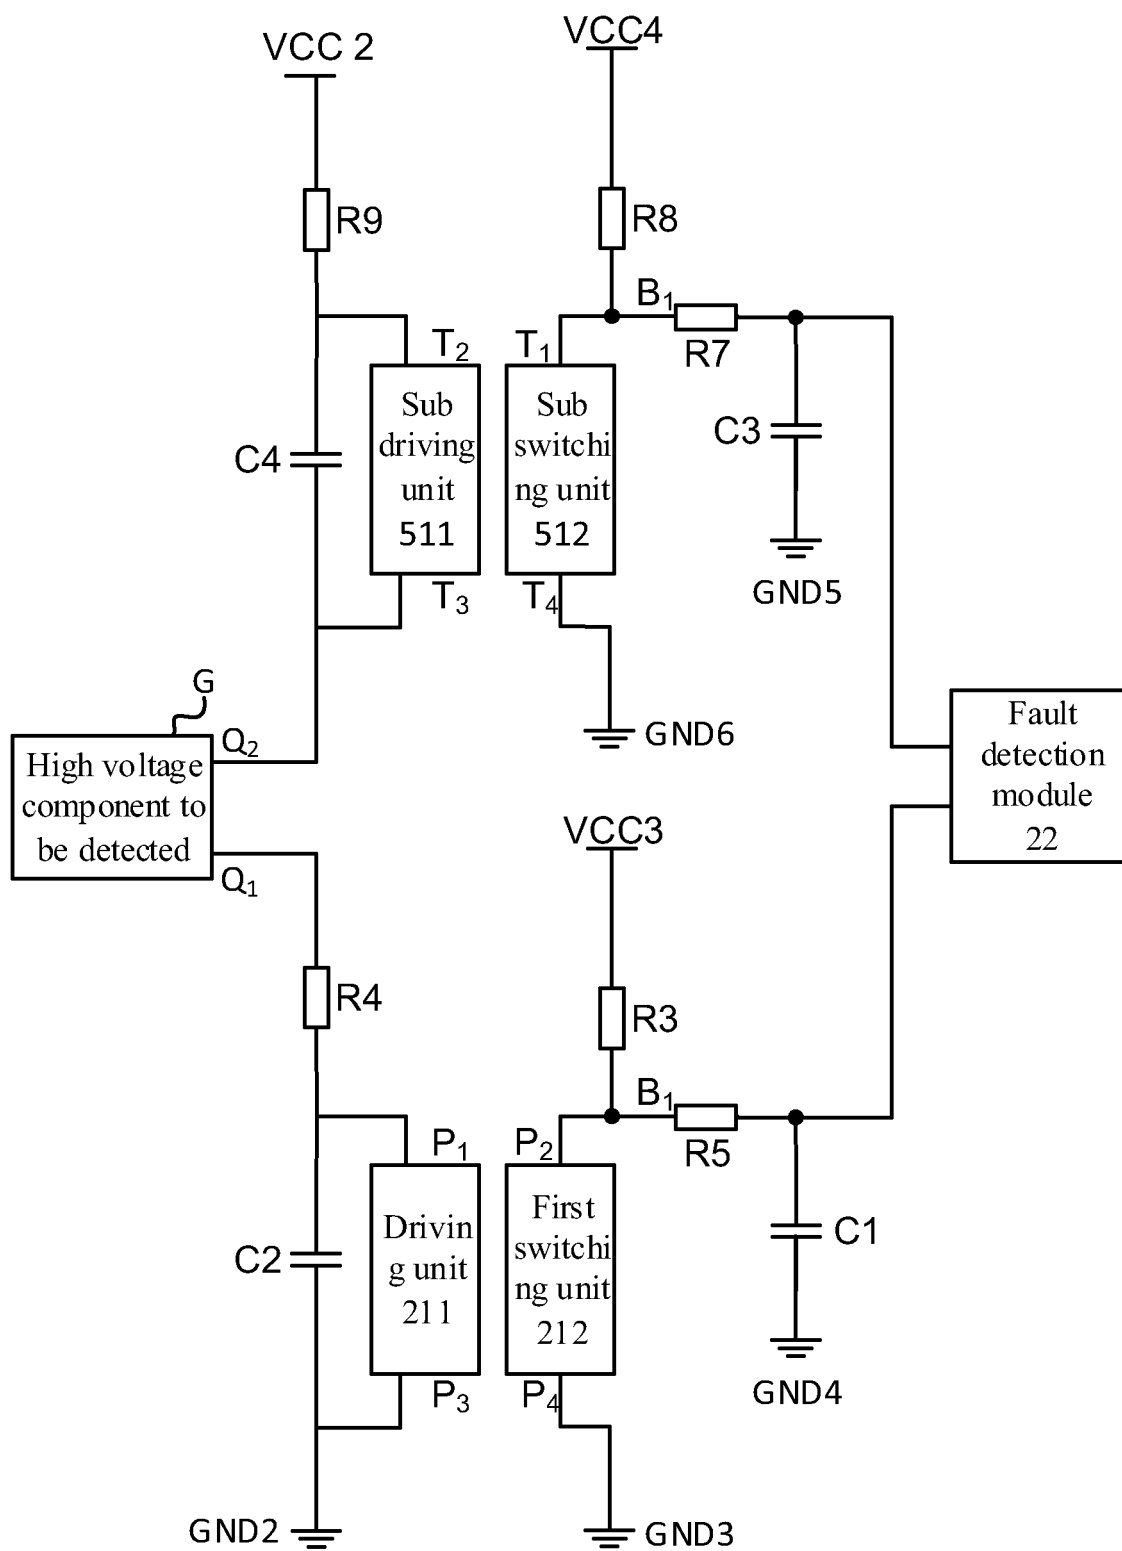 VCC 2
VCC4
R9
R8
B₁
T₂
T₁
R7
Sub
driving
unit
511
Sub
switchi
ng unit
512
C4
C3
GND5
T₃
T₄
G
GND6
Q₂
High voltage
component to
be detected
Q₁
Fault
detection
module
22
VCC3
R4
R3
B₁
P₁
P₂
R5
Drivin
g unit
211
First
switchi
ng unit
212
C2
C1
GND4
P₃
P₄
GND2
GND3